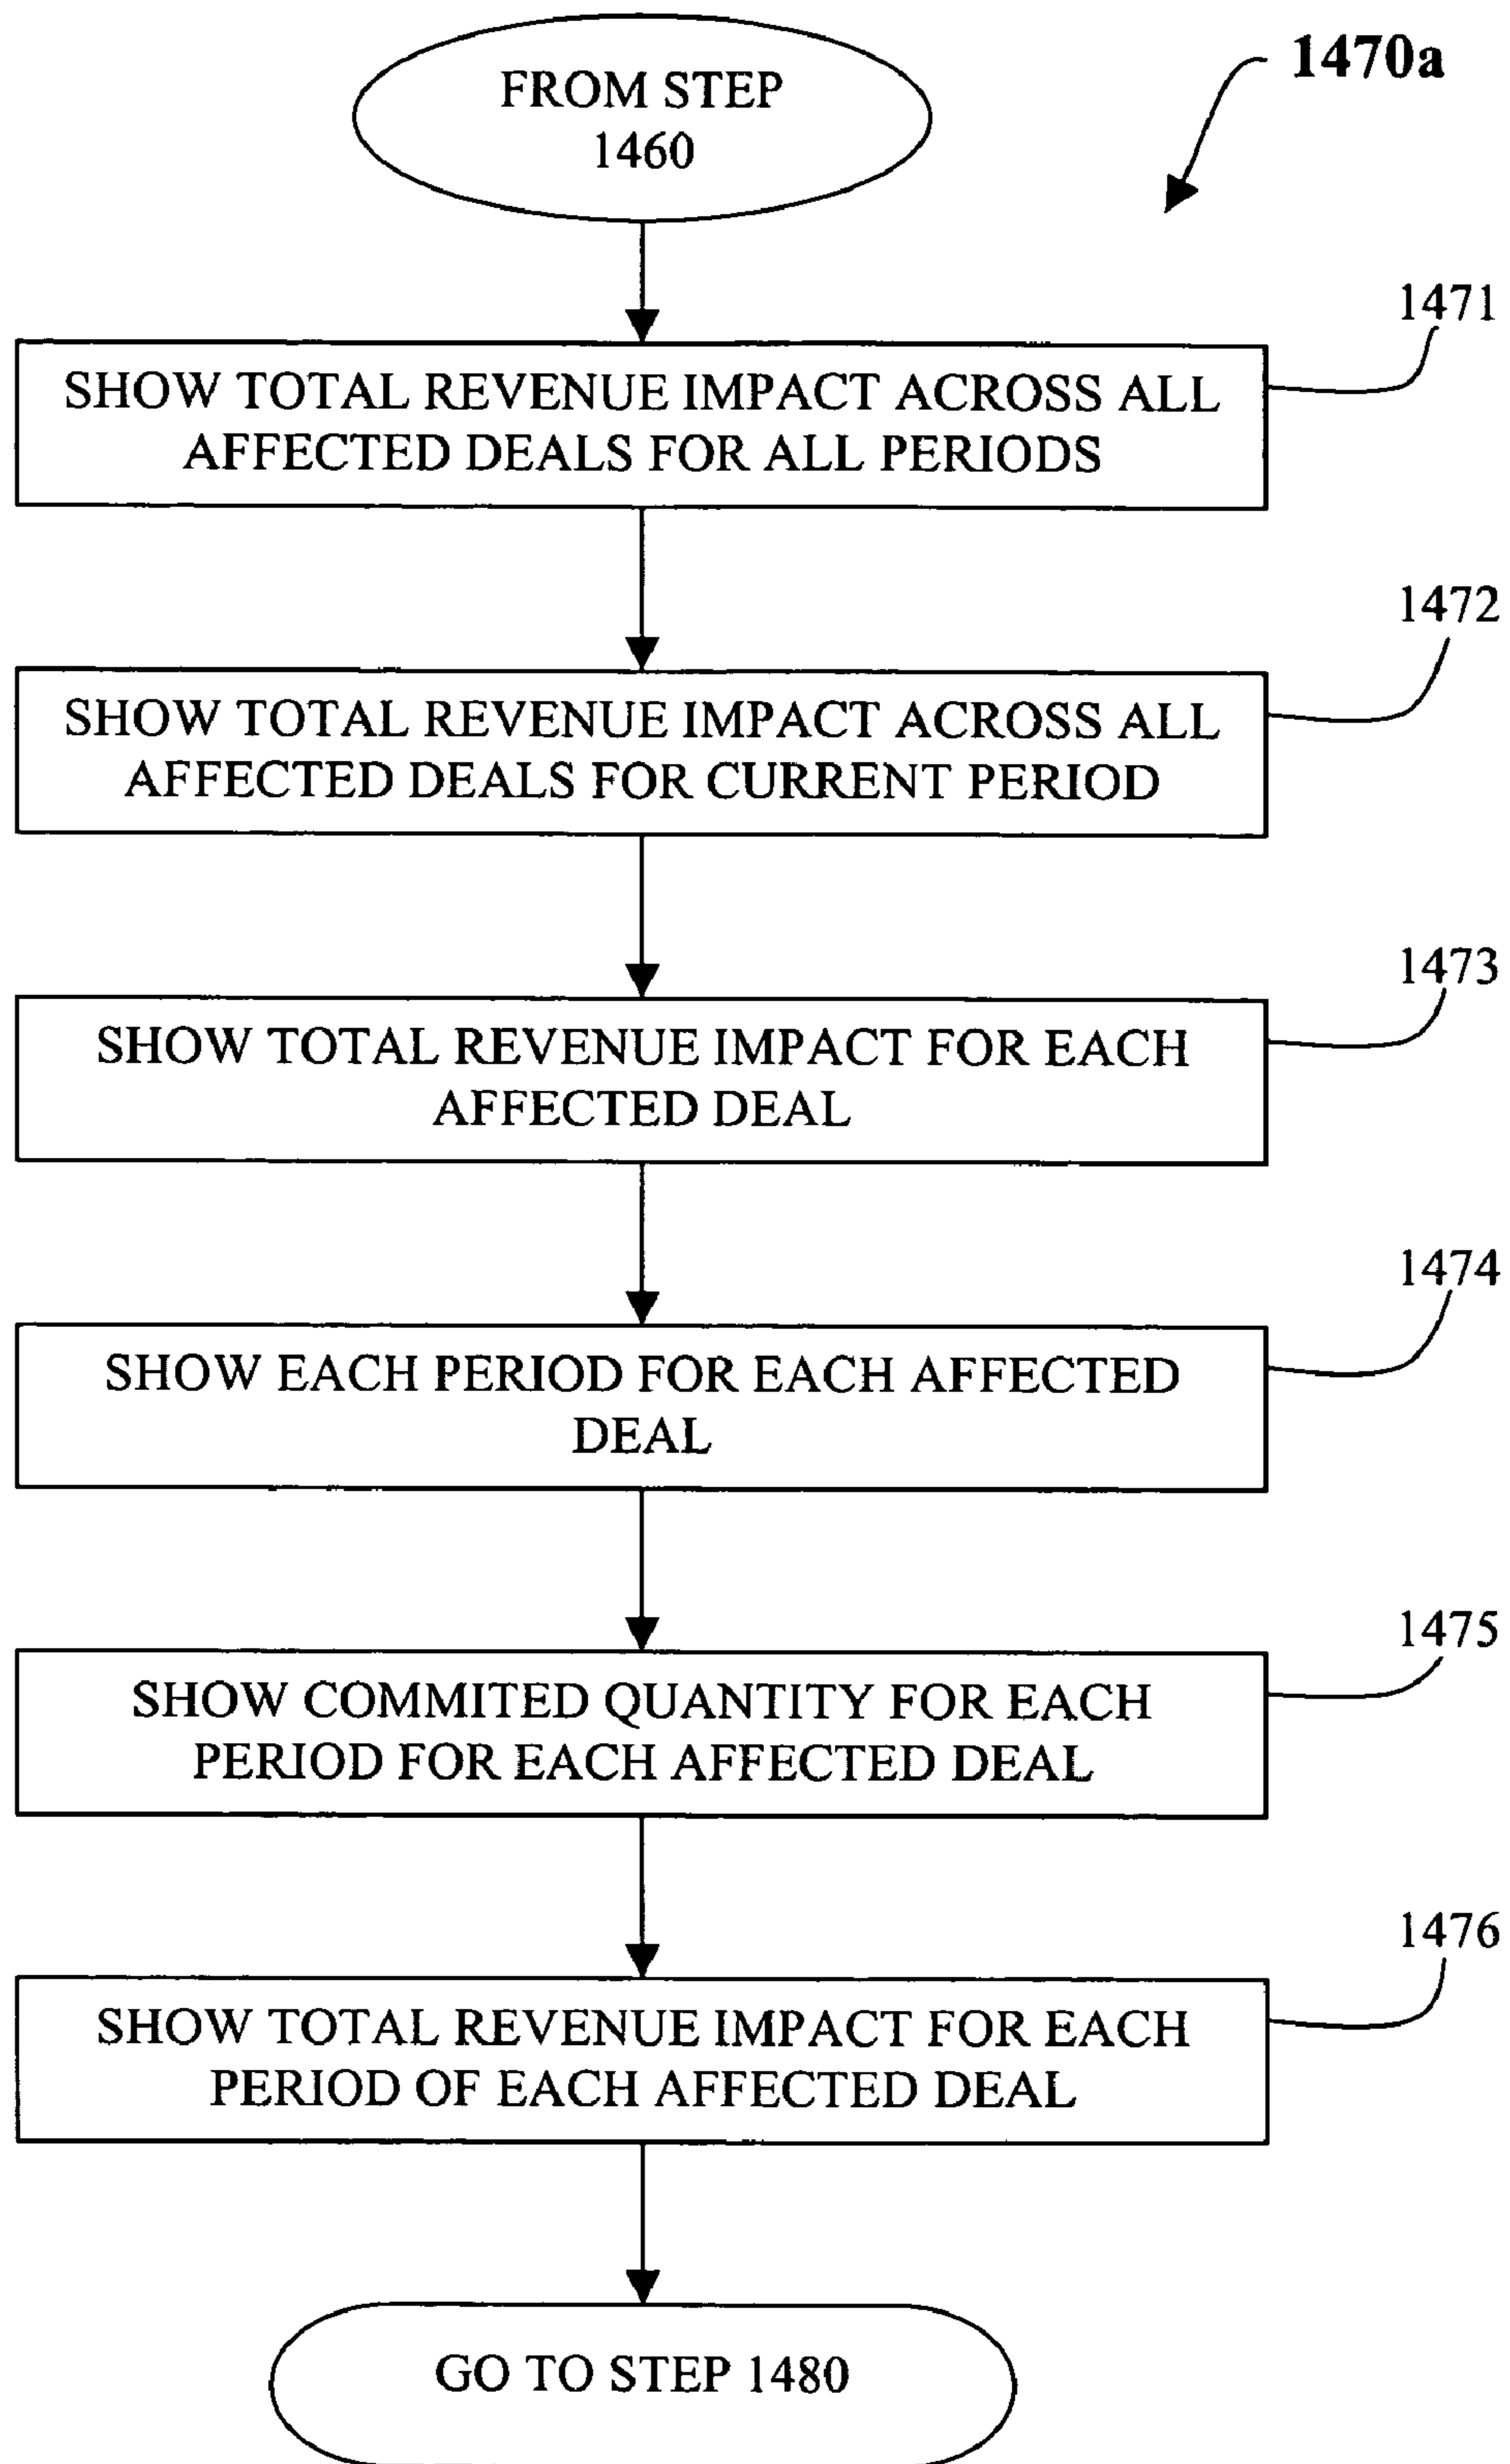 FROM STEP
1460
1470a
1471
SHOW TOTAL REVENUE IMPACT ACROSS ALL
AFFECTED DEALS FOR ALL PERIODS
1472
SHOW TOTAL REVENUE IMPACT ACROSS ALL
AFFECTED DEALS FOR CURRENT PERIOD
1473
SHOW TOTAL REVENUE IMPACT FOR EACH
AFFECTED DEAL
1474
SHOW EACH PERIOD FOR EACH AFFECTED
DEAL
1475
SHOW COMMITED QUANTITY FOR EACH
PERIOD FOR EACH AFFECTED DEAL
1476
SHOW TOTAL REVENUE IMPACT FOR EACH
PERIOD OF EACH AFFECTED DEAL
GO TO STEP 1480